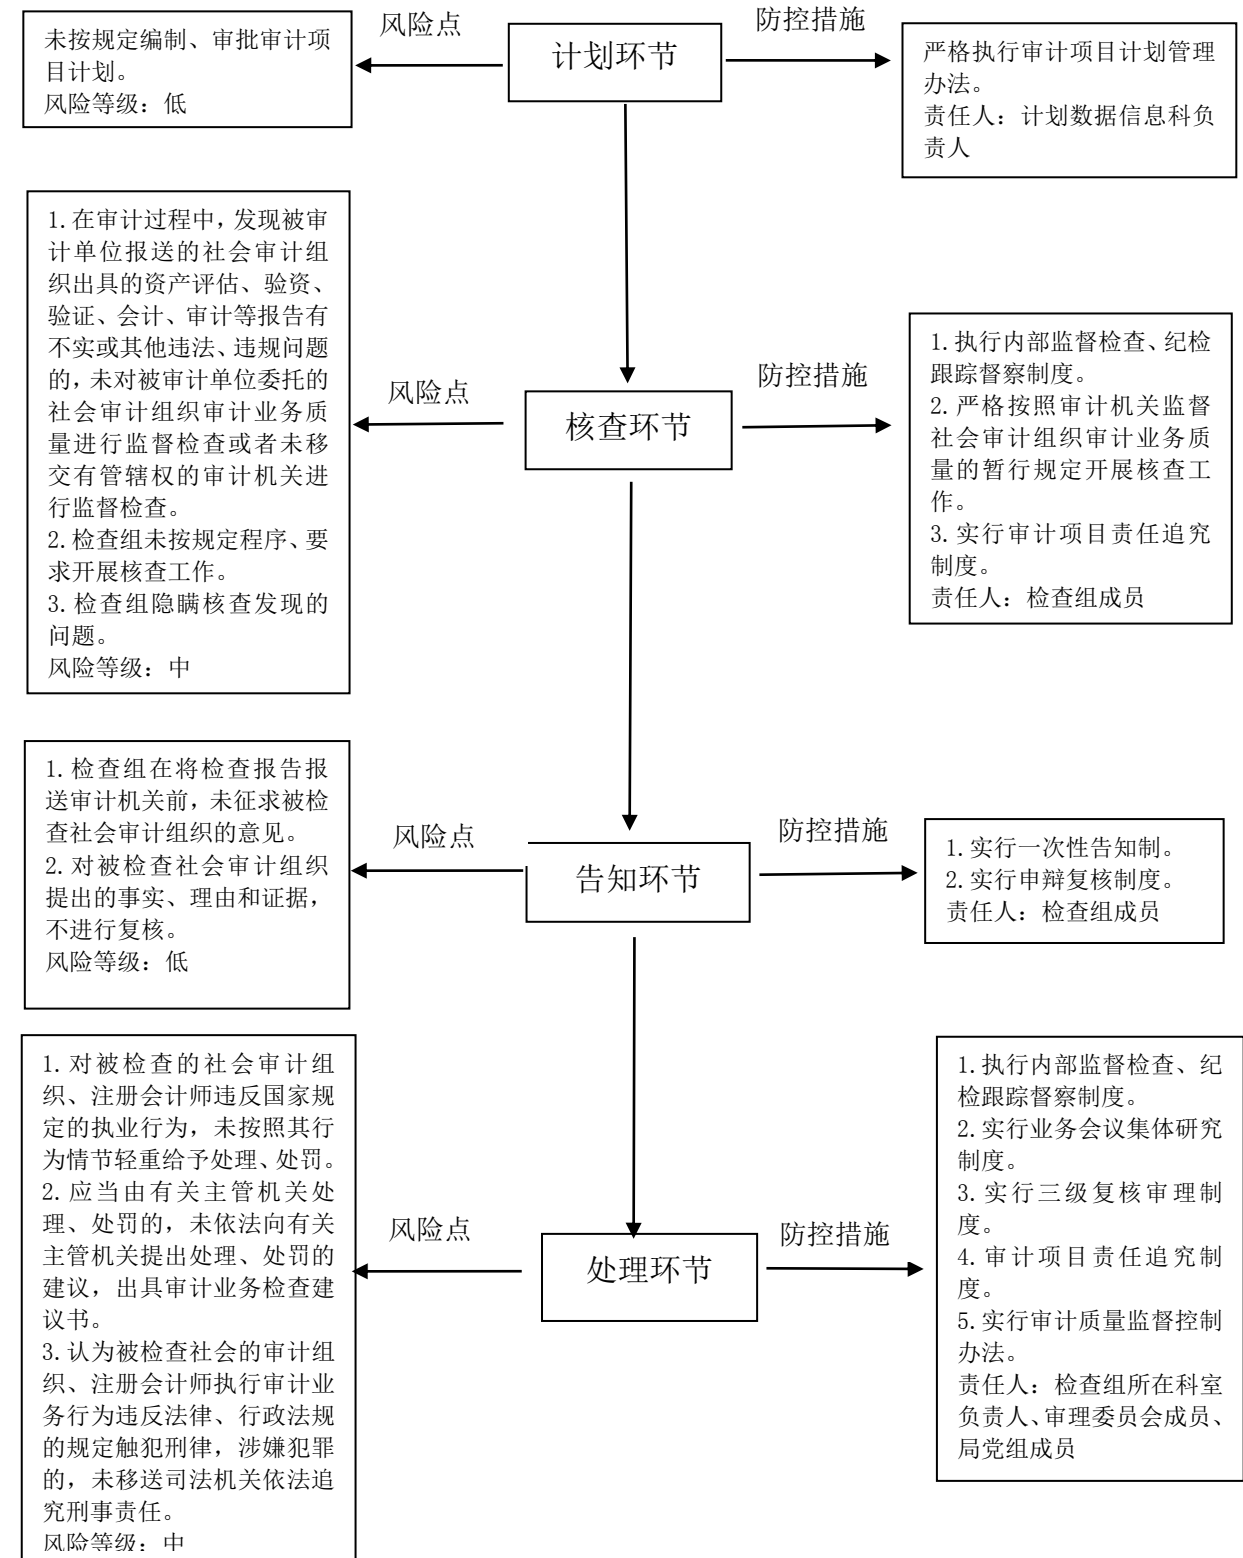 风险点
计划环节
防控措施
未按规定编制、审批审计项
目计划。
风险等级：低
严格执行审计项目计划管理
办法。
责任人：计划数据信息科负
责人
1.在审计过程中，发现被审
计单位报送的社会审计组
织出具的资产评估、验资、
验证、会计、审计等报告有
不实或其他违法、违规问题
的，未对被审计单位委托的
社会审计组织审计业务质
量进行监督检查或者未移
交有管辖权的审计机关进
行监督检查。
2.检查组未按规定程序、要
求开展核查工作。
3.检查组隐瞒核查发现的
问题。
风险等级：中
风险点
核查环节
防控措施
1.执行内部监督检查、纪检
跟踪督察制度。
2.严格按照审计机关监督
社会审计组织审计业务质
量的暂行规定开展核查工
作。
3.实行审计项目责任追究
制度。
责任人：检查组成员
1.检查组在将检查报告报
送审计机关前，未征求被检
查社会审计组织的意见。
2.对被检查社会审计组织
提出的事实、理由和证据，
不进行复核。
风险等级：低
风险点
告知环节
防控措施
1.实行一次性告知制。
2.实行申辩复核制度。
责任人：检查组成员
1.对被检查的社会审计组
织、注册会计师违反国家规
定的执业行为，未按照其行
为情节轻重给予处理、处罚。
2.应当由有关主管机关处
理、处罚的，未依法向有关
主管机关提出处理、处罚的
建议，出具审计业务检查建
议书。
3.认为被检查社会的审计组
织、注册会计师执行审计业
务行为违反法律、行政法规
的规定触犯刑律，涉嫌犯罪
的，未移送司法机关依法追
究刑事责任。
风险等级：中
风险点
处理环节
防控措施
1.执行内部监督检查、纪
检跟踪督察制度。
2.实行业务会议集体研究
制度。
3.实行三级复核审理制
度。
4.审计项目责任追究制
度。
5.实行审计质量监督控制
办法。
责任人：检查组所在科室
负责人、审理委员会成员、
局党组成员